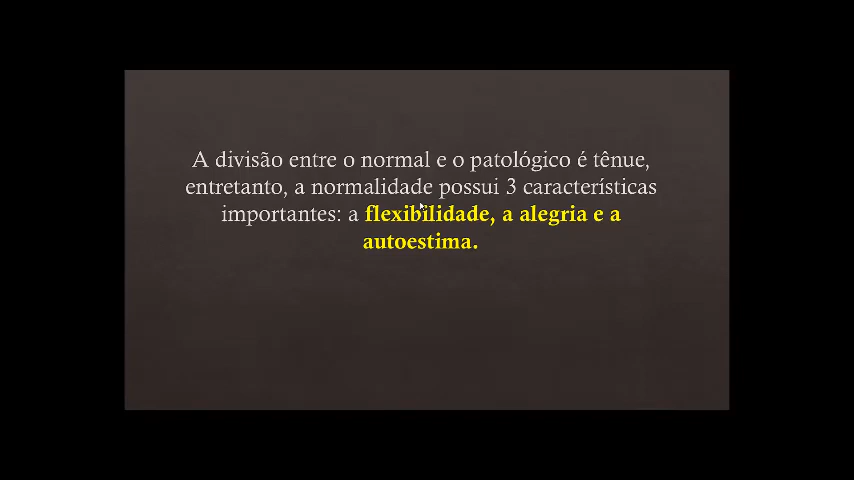 A divisão entre o normal e o patológico é tênue,
entretanto, a normalidade possui 3 características
importantes: a flexibilidade, a alegria e a
autoestima.